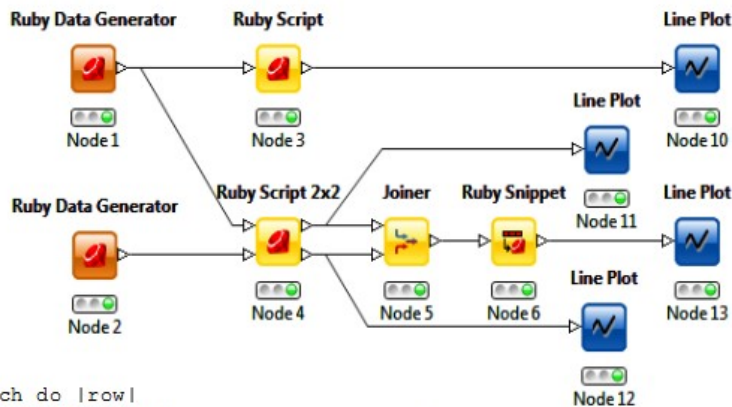 Ruby Data Generator
Ruby Script
Line Plot
Node 1
Node 3
Line Plot
Node 10
Node 11
Ruby Data Generator
Ruby Script 2x2
Joiner
Ruby Snippet
Line Plot
Node 2
Node 4
Node 5
Node 6
Line Plot
Node 13
Node 12
ch do |row|